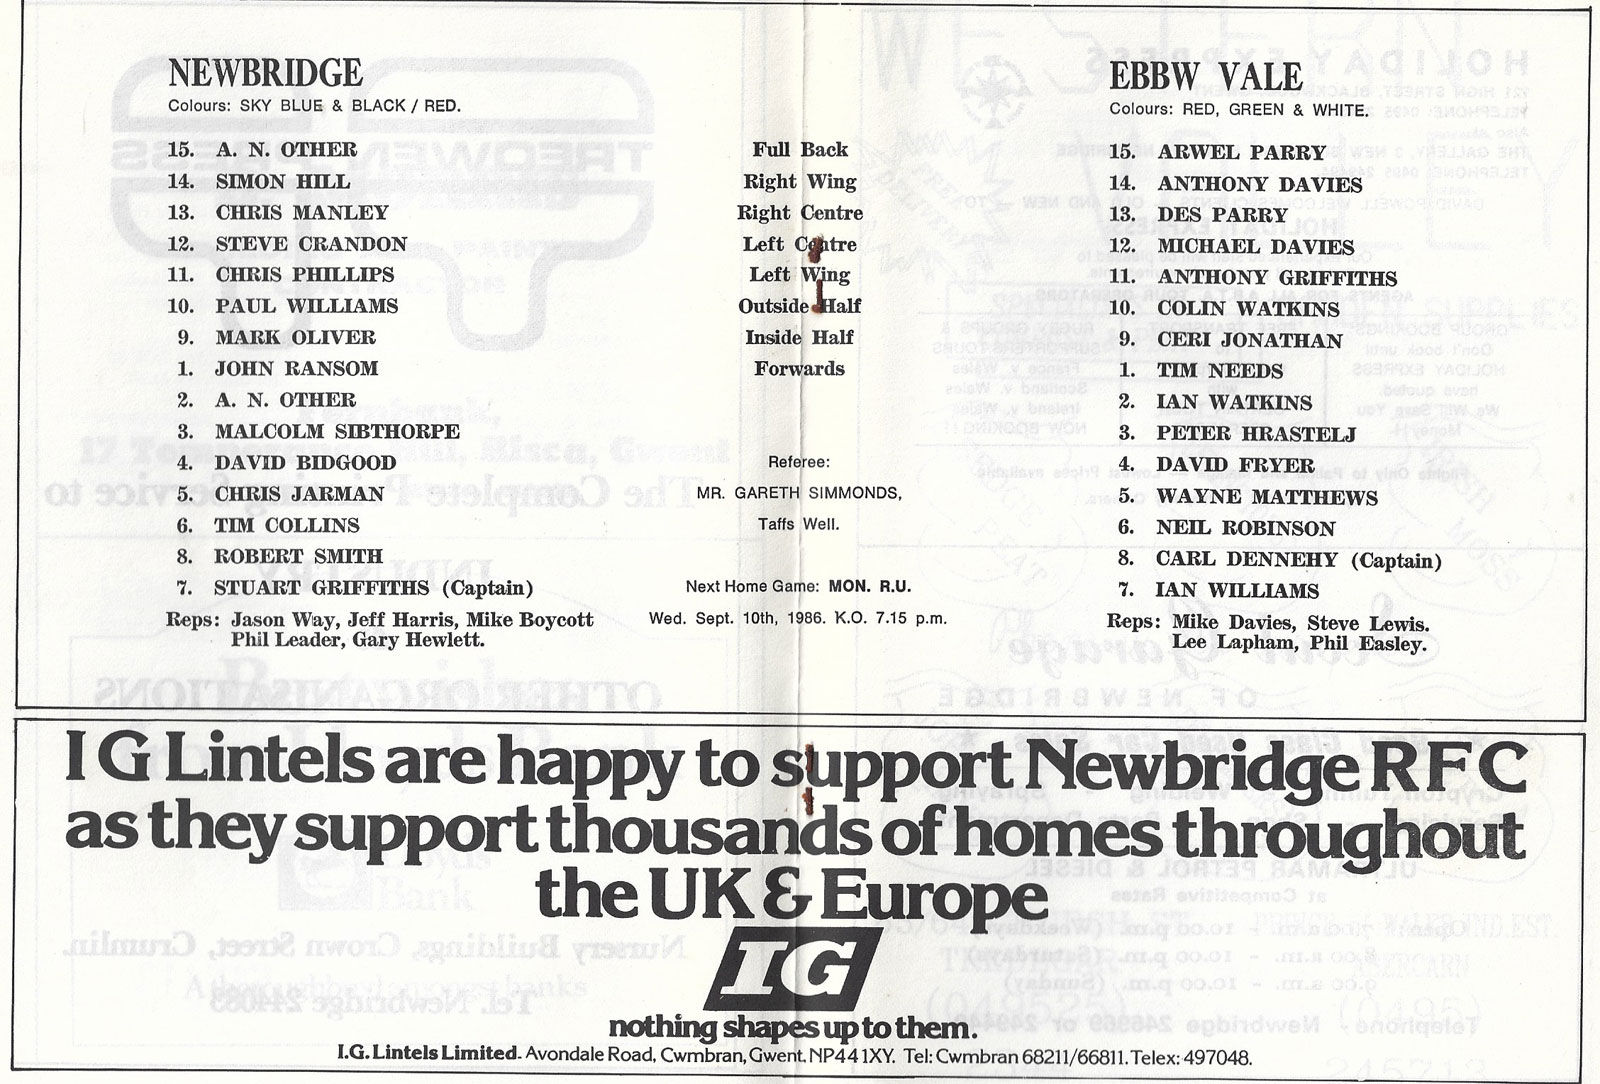 NEWBRIDGE
Colours: SKY BLUE & BLACK / RED.
15. A. N. OTHER
14. SIMON HILL
13. CHRIS MANLEY
12. STEVE CRANDON
11. CHRIS PHILLIPS
10. PAUL WILLIAMS
9. MARK OLIVER
1. JOHN RANSOM
2. A. N. OTHER
3. MALCOLM SIBTHORPE
4. DAVID BIDGOOD
5. CHRIS JARMAN
6. TIM COLLINS
8. ROBERT SMITH
7. STUART GRIFFITHS (Captain)
Reps: Jason Way, Jeff Harris, Mike Boycott
Phil Leader, Gary Hewlett.
Full Back
Right Wing
Right Centre
Left Centre
Left Wing
Outside Half
Inside Half
Forwards
Referee:
MR. GARETH SIMMONDS,
Taffs Well.
Next Home Game: MON. R.U.
Wed. Sept. 10th, 1986. K.O. 7.15 p.m.
EBBW VALE
Colours: RED, GREEN & WHITE.
15. ARWEL PARRY
14. ANTHONY DAVIES
13. DES PARRY
12. MICHAEL DAVIES
11. ANTHONY GRIFFITHS
10. COLIN WATKINS
9. CERI JONATHAN
1. TIM NEEDS
2. IAN WATKINS
3. PETER HRASTELJ
4. DAVID FRYER
5. WAYNE MATTHEWS
6. NEIL ROBINSON
8. CARL DENNEHY (Captain)
7. IAN WILLIAMS
Reps: Mike Davies, Steve Lewis.
Lee Lapham, Phil Easley.
I G Lintels are happy to support Newbridge RFC
as they support thousands of homes throughout
the UK & Europe
IG
nothing shapes up to them.
I.G. Lintels Limited. Avondale Road, Cwmbran, Gwent. NP44 1XY. Tel: Cwmbran 68211/66811. Telex: 497048.